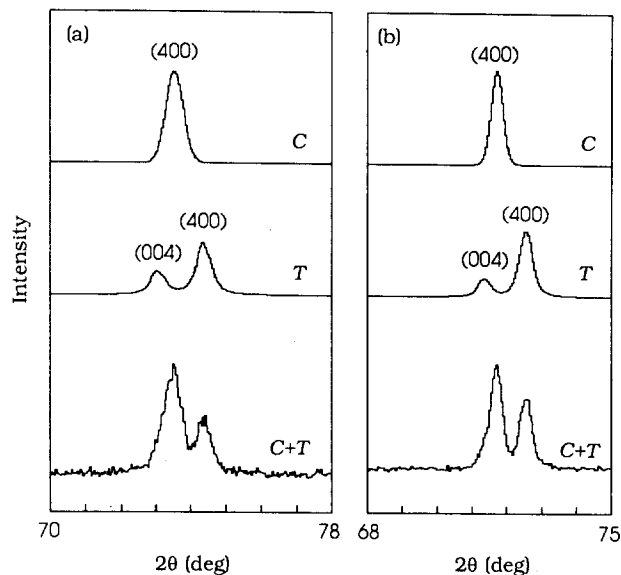 (a)
(400)
C
(004)
(400)
T
C+T
70
78
2θ (deg)
Intensity
(b)
(400)
C
(004)
(400)
T
C+T
68
75
2θ (deg)